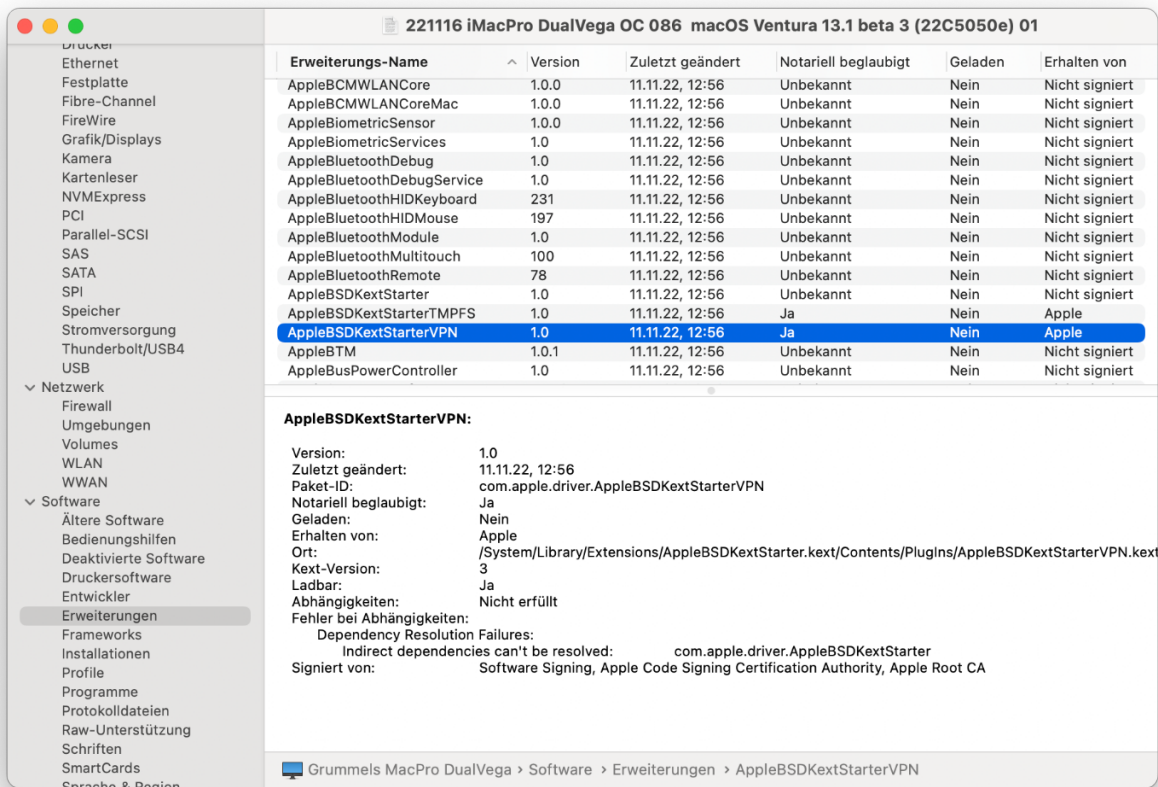 221116 iMacPro DualVega OC 086 macOS Ventura 13.1 beta 3 (22C5050e) 01
Drucker
Ethernet
Festplatte
Fibre-Channel
FireWire
Grafik/Displays
Kamera
Kartenleser
NVMExpress
PCI
Parallel-SCSI
SAS
SATA
SPI
Speicher
Stromversorgung
Thunderbolt/USB4
USB
Netzwerk
Firewall
Umgebungen
Volumes
WLAN
WWAN
Software
Ältere Software
Bedienungshilfen
Deaktivierte Software
Druckersoftware
Entwickler
Erweiterungen
Frameworks
Installationen
Profile
Programme
Protokolldateien
Raw-Unterstützung
Schriften
SmartCards
Sprache & Region
Erweiterungs-Name Version Zuletzt geändert Notariell beglaubigt Geladen Erhalten von
AppleBCMWLANCore 1.0.0 11.11.22, 12:56 Unbekannt Nein Nicht signiert
AppleBCMWLANCoreMac 1.0.0 11.11.22, 12:56 Unbekannt Nein Nicht signiert
AppleBiometricSensor 1.0.0 11.11.22, 12:56 Unbekannt Nein Nicht signiert
AppleBiometricServices 1.0 11.11.22, 12:56 Unbekannt Nein Nicht signiert
AppleBluetoothDebug 1.0 11.11.22, 12:56 Unbekannt Nein Nicht signiert
AppleBluetoothDebugService 1.0 11.11.22, 12:56 Unbekannt Nein Nicht signiert
AppleBluetoothHIDKeyboard 231 11.11.22, 12:56 Unbekannt Nein Nicht signiert
AppleBluetoothHIDMouse 197 11.11.22, 12:56 Unbekannt Nein Nicht signiert
AppleBluetoothModule 1.0 11.11.22, 12:56 Unbekannt Nein Nicht signiert
AppleBluetoothMultitouch 100 11.11.22, 12:56 Unbekannt Nein Nicht signiert
AppleBluetoothRemote 78 11.11.22, 12:56 Unbekannt Nein Nicht signiert
AppleBSDKextStarter 1.0 11.11.22, 12:56 Unbekannt Nein Nicht signiert
AppleBSDKextStarterTMPFS 1.0 11.11.22, 12:56 Ja Nein Apple
AppleBSDKextStarterVPN 1.0 11.11.22, 12:56 Ja Nein Apple
AppleBTM 1.0.1 11.11.22, 12:56 Unbekannt Nein Nicht signiert
AppleBusPowerController 1.0 11.11.22, 12:56 Unbekannt Nein Nicht signiert
AppleBSDKextStarterVPN:
Version: 1.0
Zuletzt geändert: 11.11.22, 12:56
Paket-ID: com.apple.driver.AppleBSDKextStarterVPN
Notariell beglaubigt: Ja
Geladen: Nein
Erhalten von: Apple
Ort: /System/Library/Extensions/AppleBSDKextStarter.kext/Contents/PlugIns/AppleBSDKextStarterVPN.kext
Kext-Version: 3
Ladbar: Ja
Abhängigkeiten: Nicht erfüllt
Fehler bei Abhängigkeiten:
Dependency Resolution Failures:
Indirect dependencies can't be resolved: com.apple.driver.AppleBSDKextStarter
Signiert von: Software Signing, Apple Code Signing Certification Authority, Apple Root CA
Grummels MacPro DualVega › Software › Erweiterungen › AppleBSDKextStarterVPN